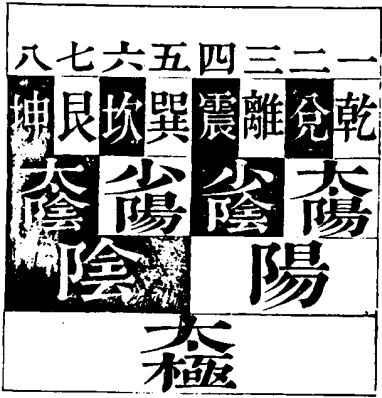 一二三四五六七八
乾兌離震巽坎艮坤
太陽 少陰 少陽 太陰
陽 陰
太極